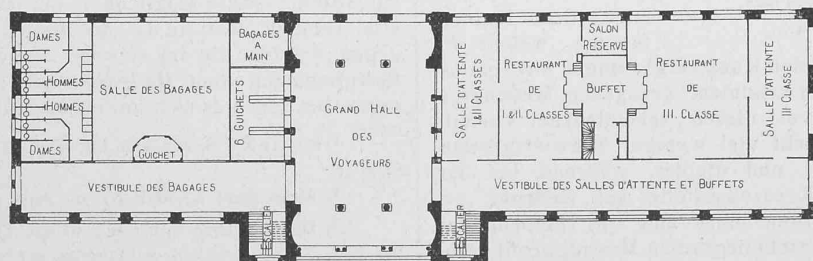 DAMES
HOMMES
HOMMES
DAMES
SALLE DES BAGAGES
GUICHET
BAGAGES
A
MAIN
6 GUICHETS
VESTIBULE DES BAGAGES
ESCALIER
GRAND HALL
DES
VOYAGEURS
ESCALIER
SALLE D'ATTENTE
I & II CLASSES
RESTAURANT
DE
I & II CLASSES
SALON
RÉSERVÉ
BUFFET
RESTAURANT
DE
III. CLASSE
SALLE D'ATTENTE
III CLASSE
VESTIBULE DES SALLES D'ATTENTE ET BUFFETS